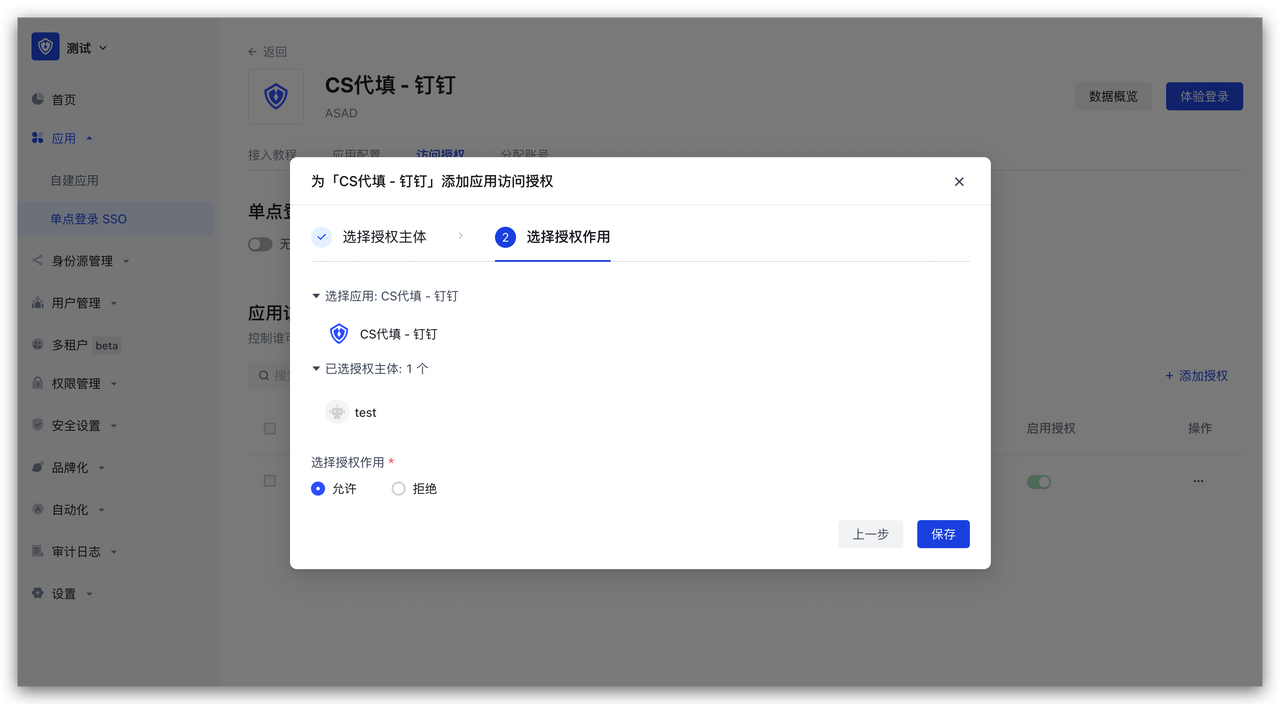 测试
首页
应用
自建应用
单点登录 SSO
身份源管理
用户管理
多租户 beta
权限管理
安全设置
品牌化
自动化
审计日志
设置
返回
CS代填 - 钉钉
ASAD
数据概览
体验登录
接入教程 应用配置 访问授权 分配账号
单点
应用
控制谁
添加授权
启用授权
操作
为「CS代填 - 钉钉」添加应用访问授权
选择授权主体
2 选择授权作用
选择应用: CS代填 - 钉钉
CS代填 - 钉钉
已选授权主体: 1 个
test
选择授权作用 *
允许 拒绝
上一步 保存